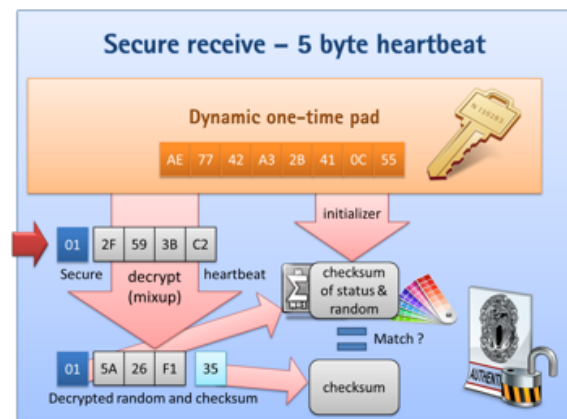 Secure receive – 5 byte heartbeat
Dynamic one-time pad
AE 77 42 A3 2B 41 0C 55
initializer
01 2F 59 3B C2
Secure heartbeat
decrypt
(mixup)
checksum
of status &
random
Match ?
01 5A 26 F1 35
Decrypted random and checksum
checksum